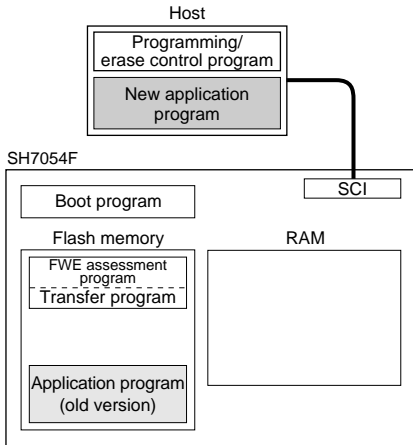 Host
Programming/
erase control program
New application
program
SH7054F
SCI
Boot program
Flash memory
RAM
FWE assessment
program
Transfer program
Application program
(old version)